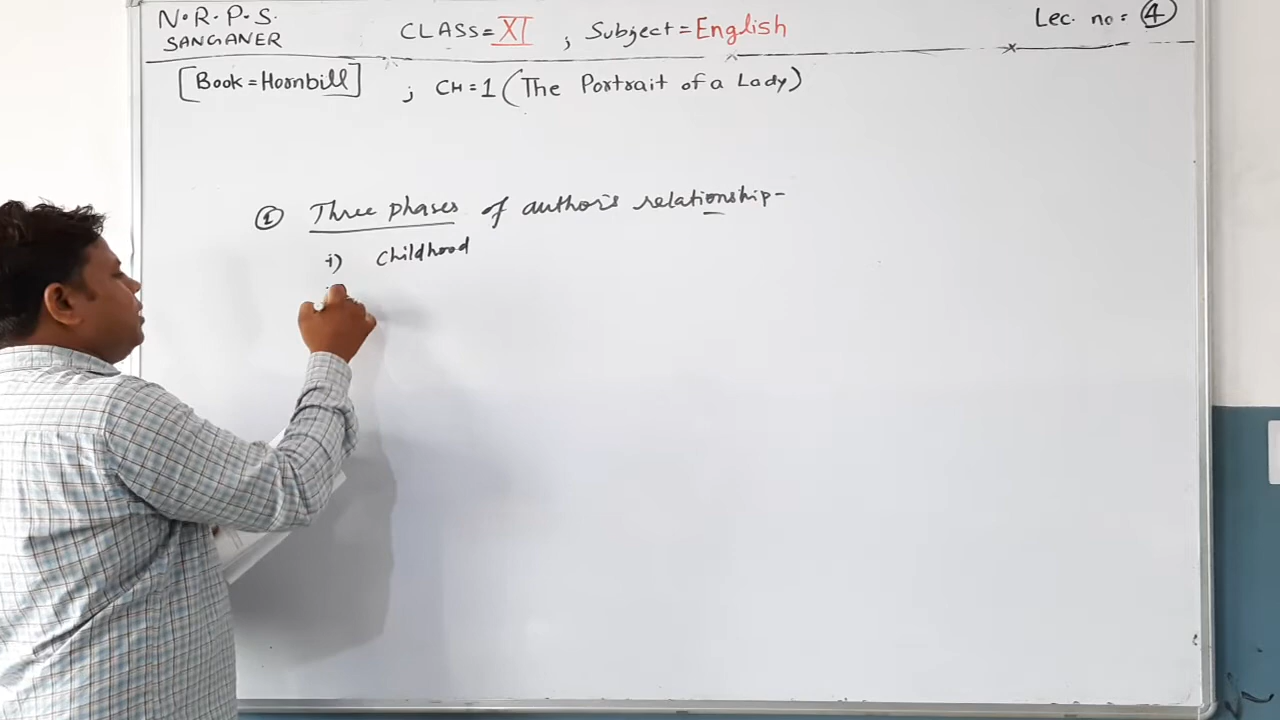 N.R.P.S. CLASS = XI ; Subject = English Lec. no: 4
SANGANER
[Book = Hornbill] ; CH = 1 (The Portrait of a Lady)
① Three phases of author's relationship-
i) Childhood